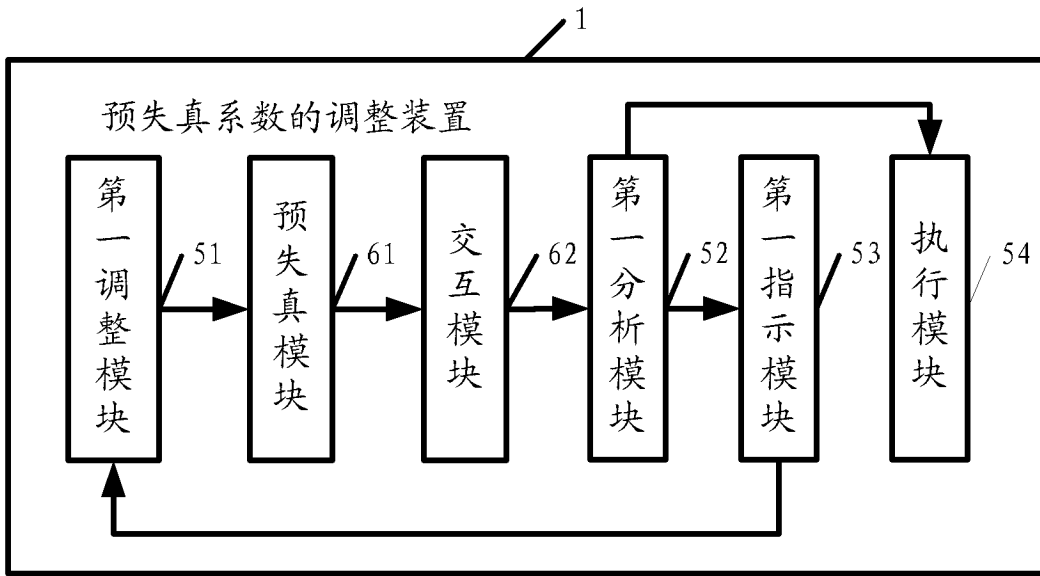 1
预失真系数的调整装置
第一调整模块
51
预失真模块
61
交互模块
62
第一分析模块
52
第一指示模块
53
执行模块
54